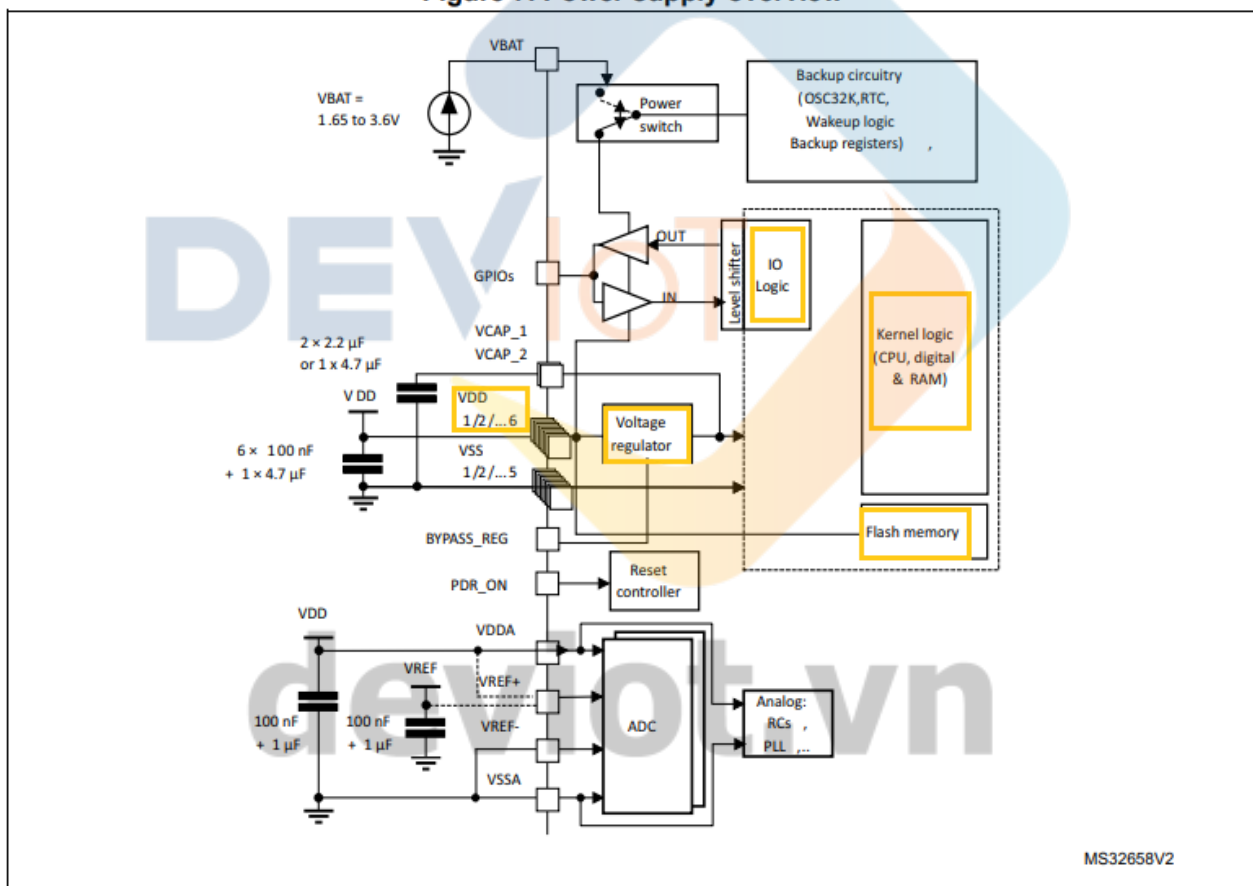 VBAT
VBAT =
1.65 to 3.6V
Power
switch
Backup circuitry
(OSC32K,RTC,
Wakeup logic
Backup registers) ,
DEVIoT
OUT
GPIOs
IN
Level shifter
IO
Logic
Kernel logic
(CPU, digital
& RAM)
VCAP_1
VCAP_2
2 × 2.2 µF
or 1 x 4.7 µF
V DD
VDD
1/2/... 6
Voltage
regulator
6 × 100 nF
+ 1 × 4.7 µF
VSS
1/2/... 5
Flash memory
BYPASS_REG
PDR_ON
Reset
controller
VDD
VDDA
VREF
VREF+
VREF-
100 nF
+ 1 µF
100 nF
+ 1 µF
ADC
Analog:
RCs ,
PLL ,..
deviot.vn
VSSA
MS32658V2